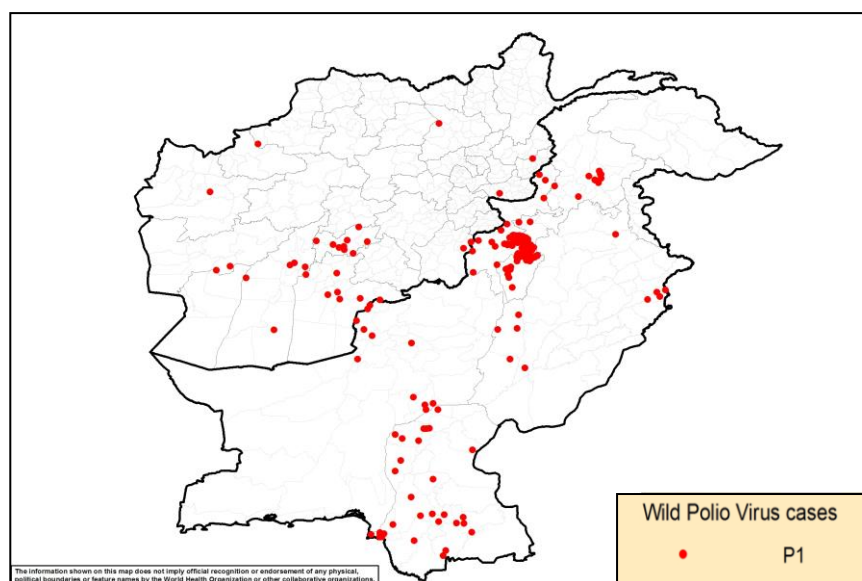 Wild Polio Virus cases
P1
The information shown on this map does not imply official recognition or endorsement of any physical,
political boundaries or feature names by the World Health Organization or other collaborative organizations.